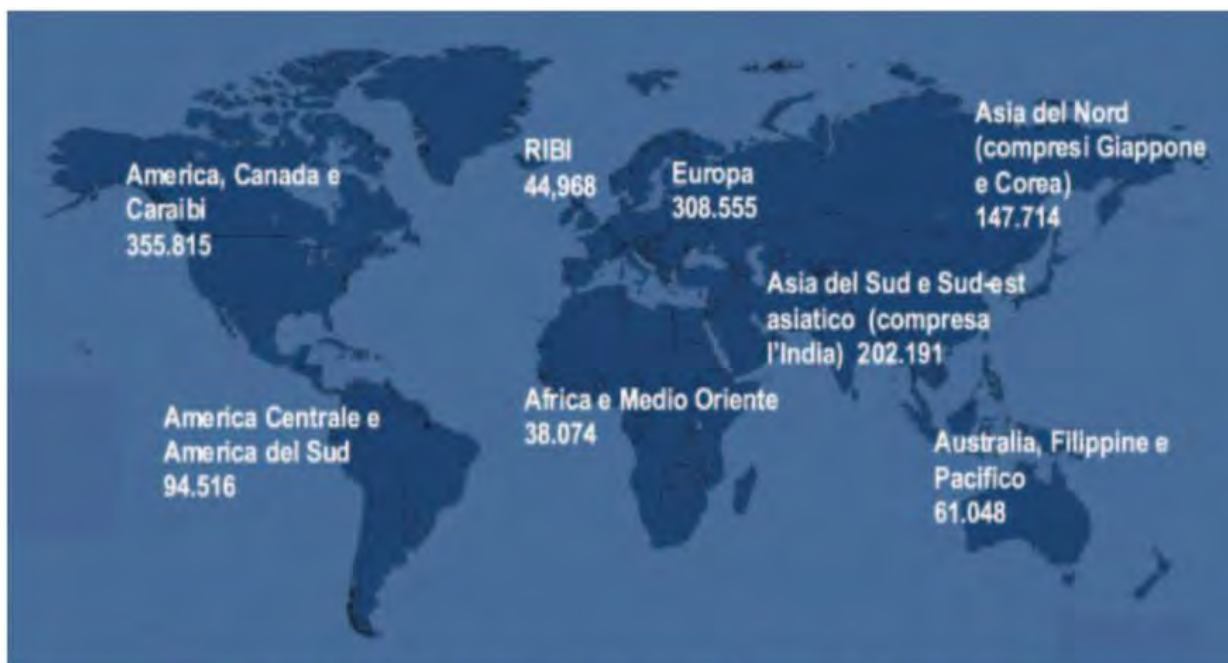 America, Canada e
Caraibi
355.815
RIBI
44,968
Europa
308.555
Asia del Nord
(compresi Giappone
e Corea)
147.714
Asia del Sud e Sud-est
asiatico (compresa
l'India) 202.191
America Centrale e
America del Sud
94.516
Africa e Medio Oriente
38.074
Australia, Filippine e
Pacifico
61.048